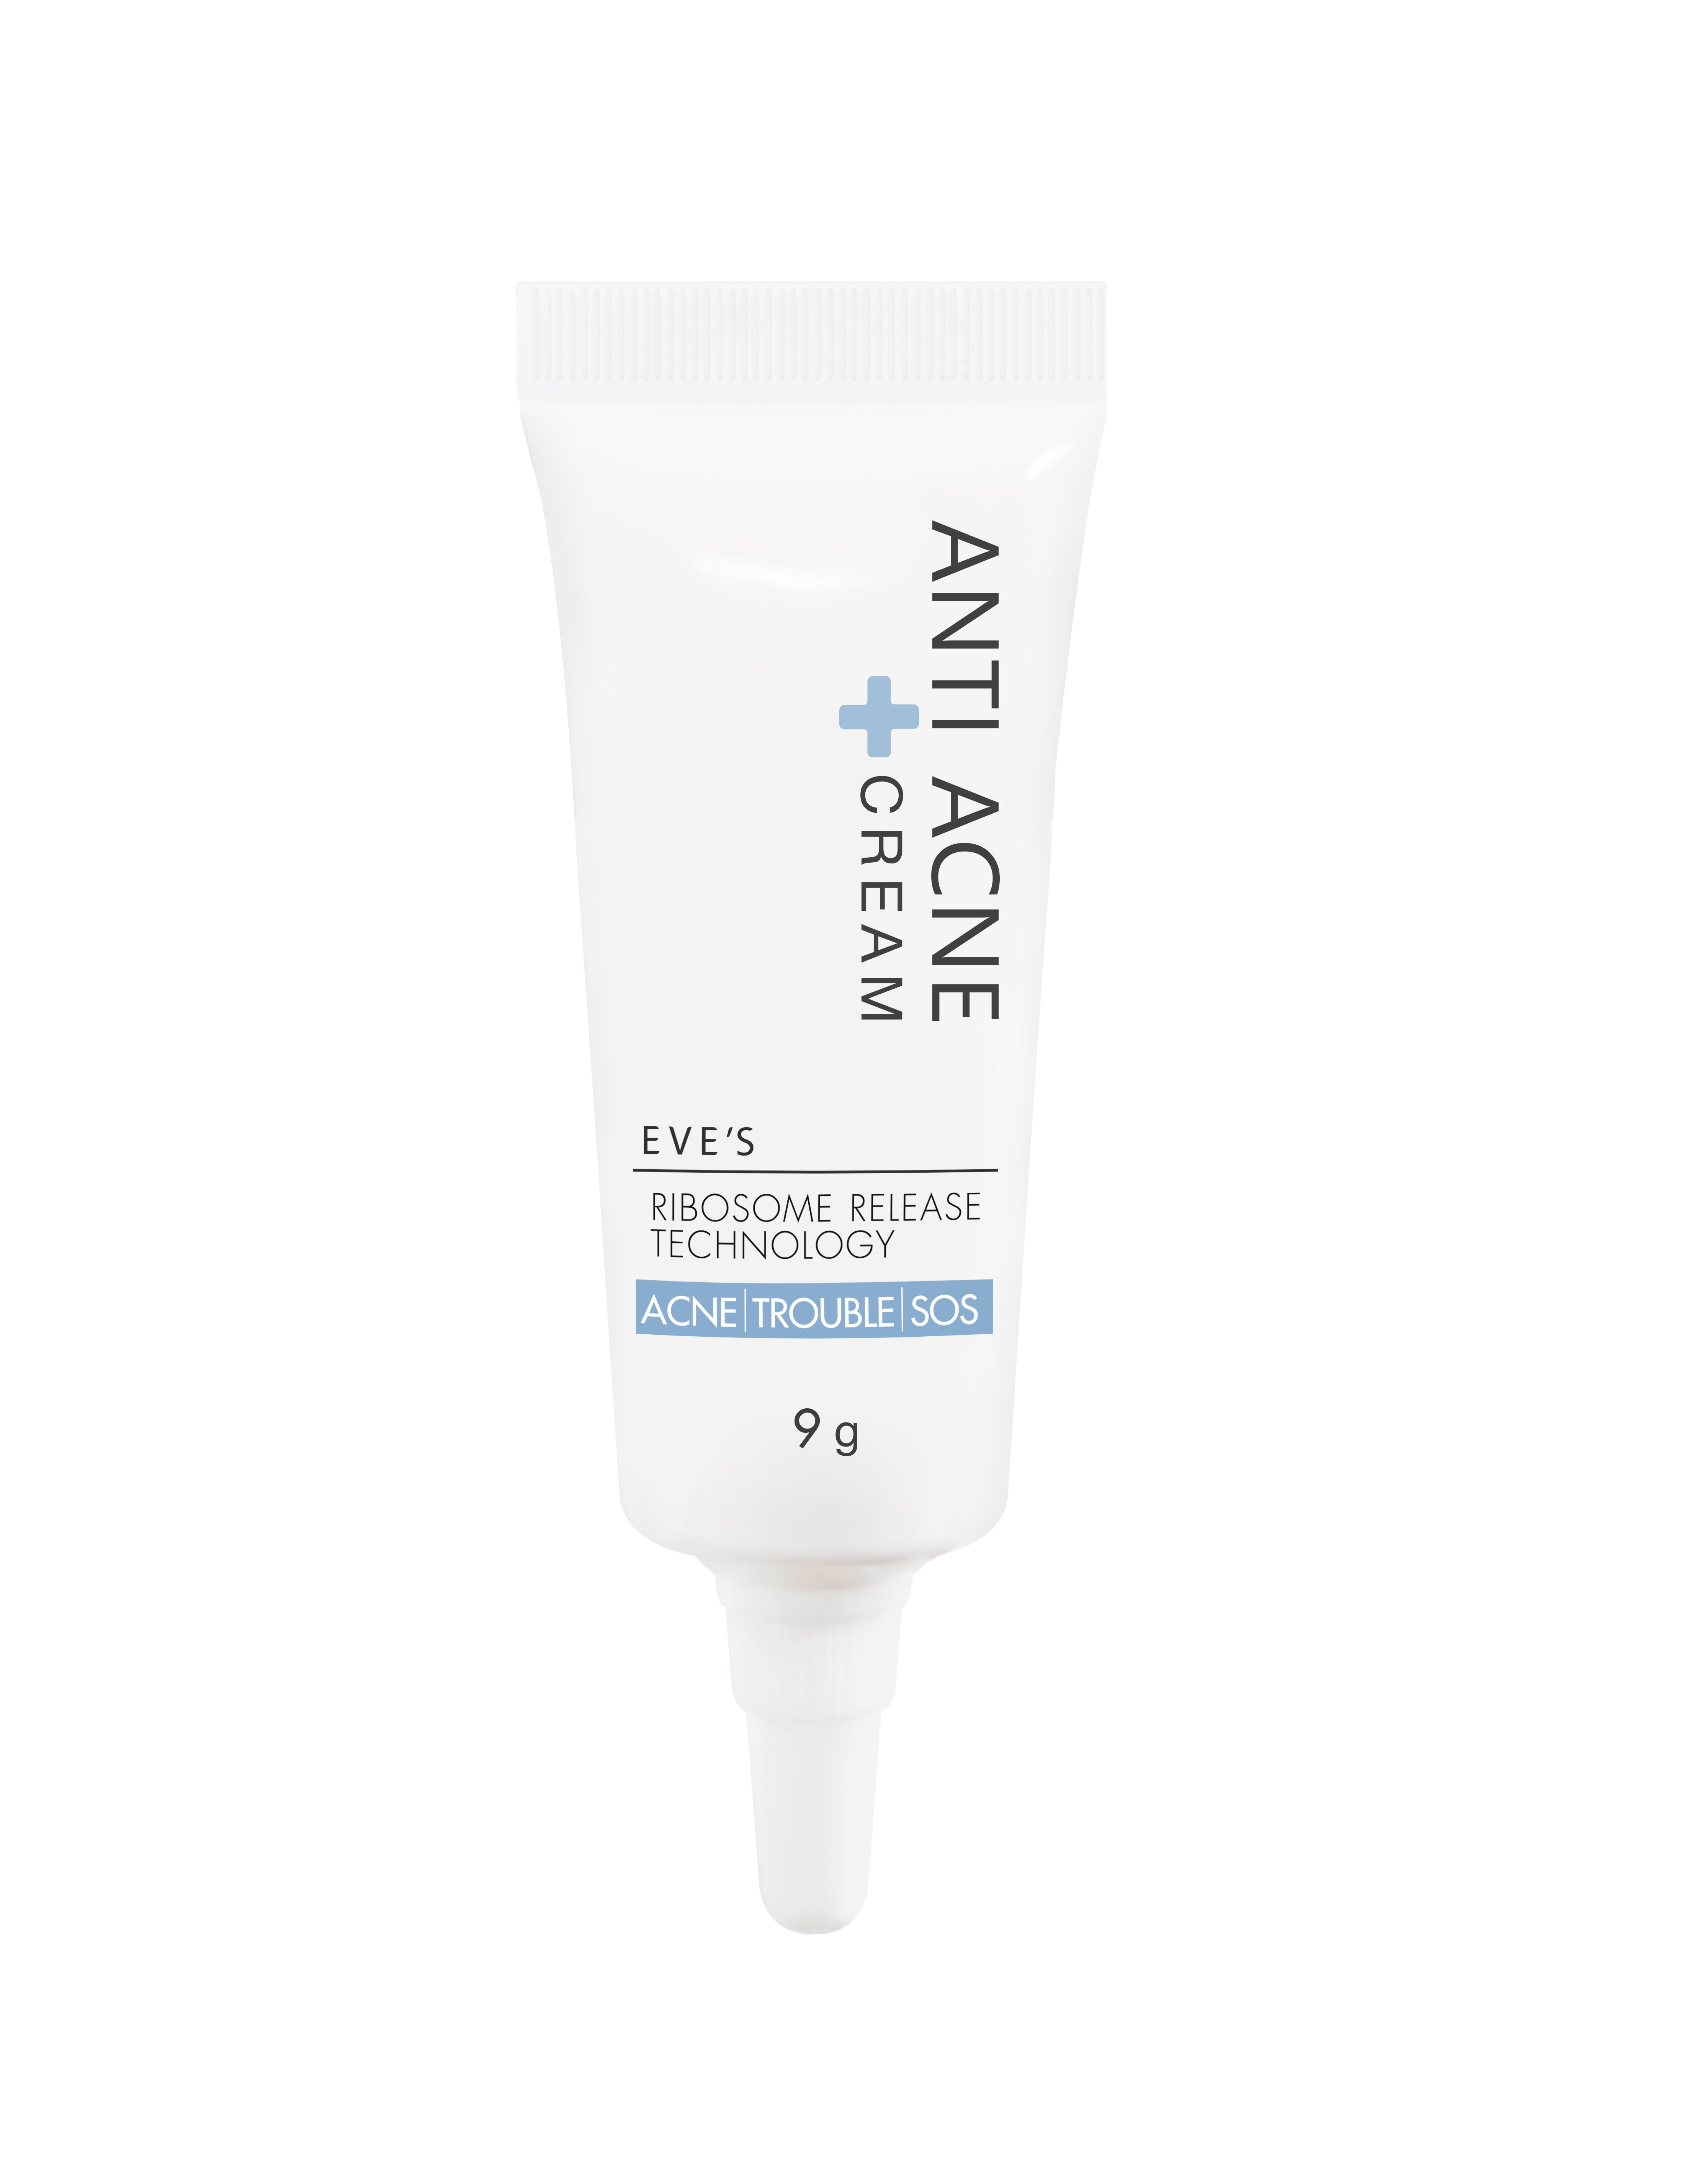 ANTI ACNE
CREAM
EVE'S
RIBOSOME RELEASE
TECHNOLOGY
ACNE|TROUBLE|SOS
9 g